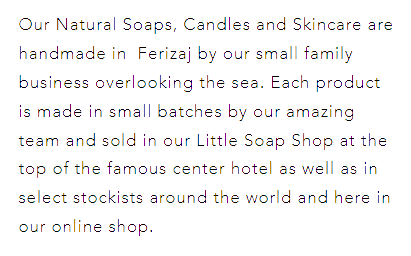 Our Natural Soaps, Candles and Skincare are
handmade in  Ferizaj by our small family
business overlooking the sea. Each product
is made in small batches by our amazing
team and sold in our Little Soap Shop at the
top of the famous center hotel as well as in
select stockists around the world and here in
our online shop.